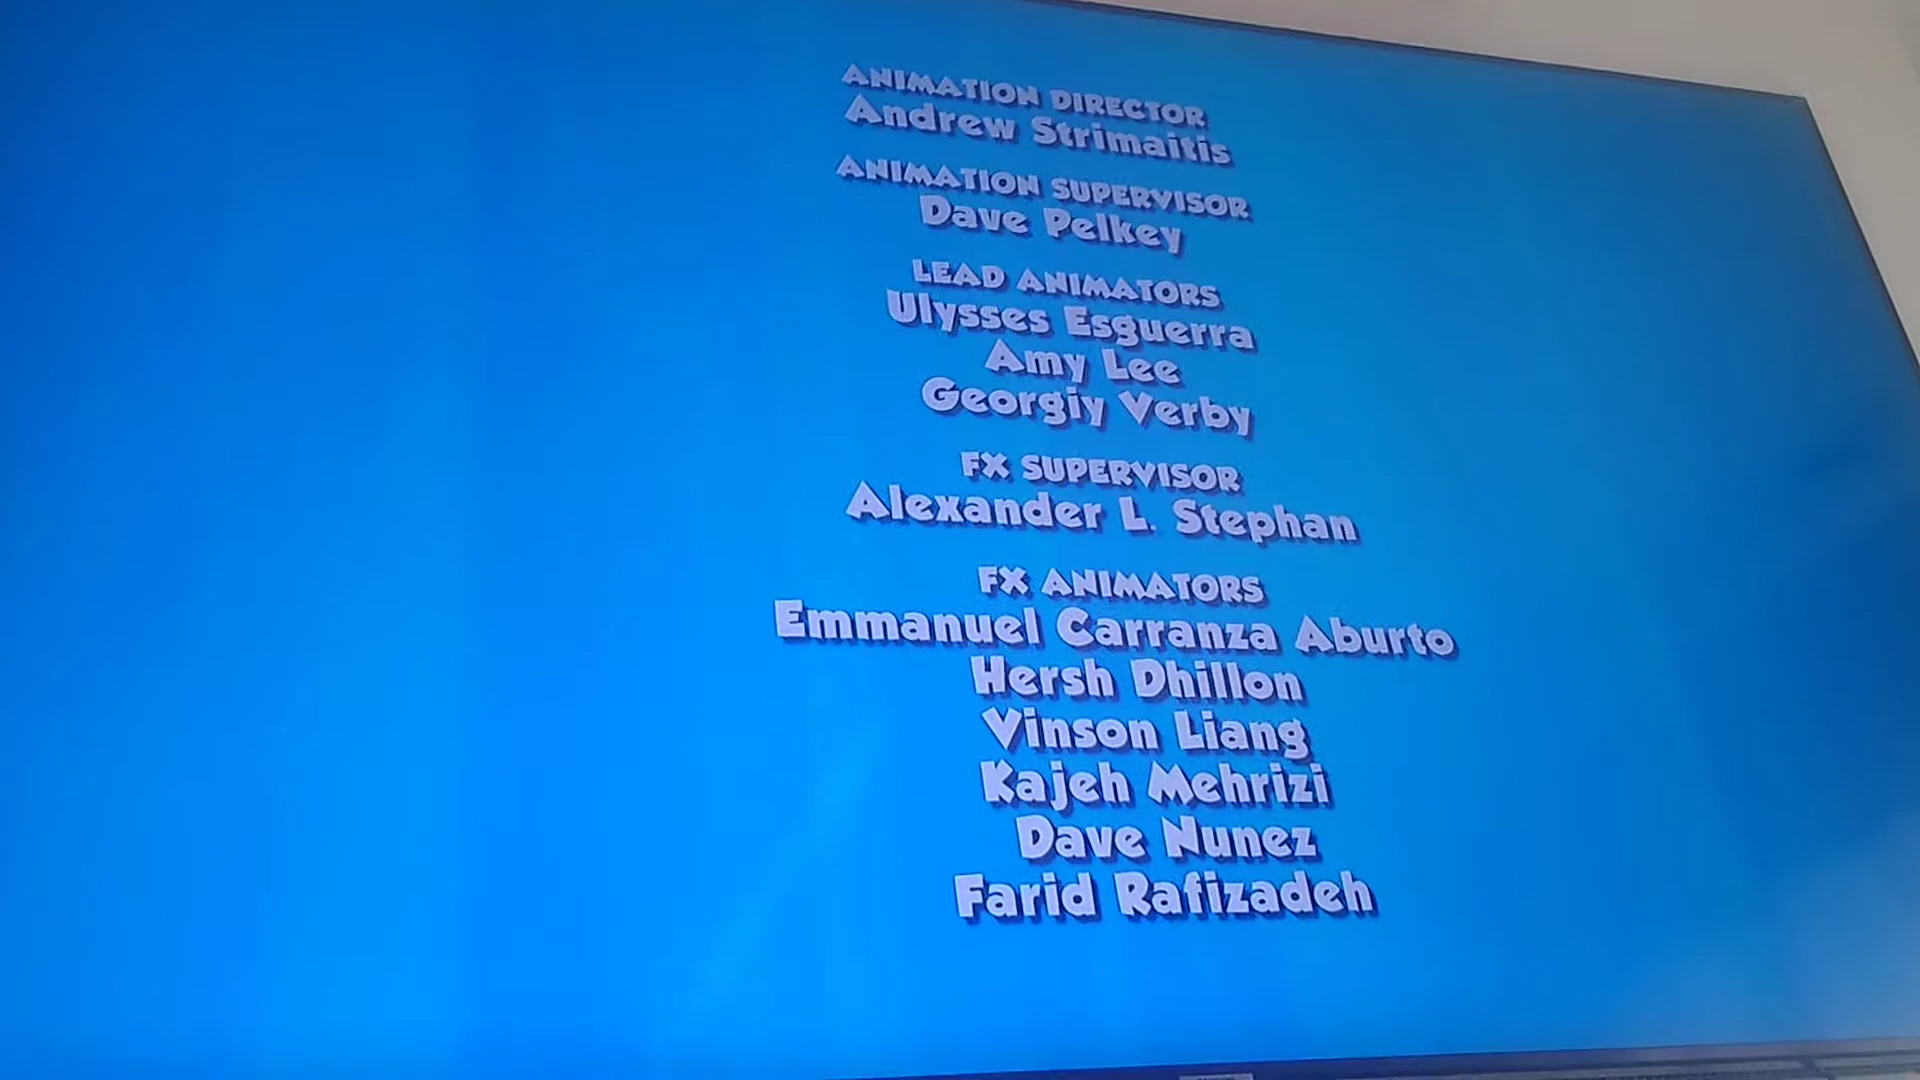 ANIMATION DIRECTOR
Andrew Strimaitis
ANIMATION SUPERVISOR
Dave Pelkey
LEAD ANIMATORS
Ulysses Esguerra
Amy Lee
Georgiy Verby
FX SUPERVISOR
Alexander L. Stephan
FX ANIMATORS
Emmanuel Carranza Aburto
Hersh Dhillon
Vinson Liang
Kajeh Mehrizi
Dave Nunez
Farid Rafizadeh